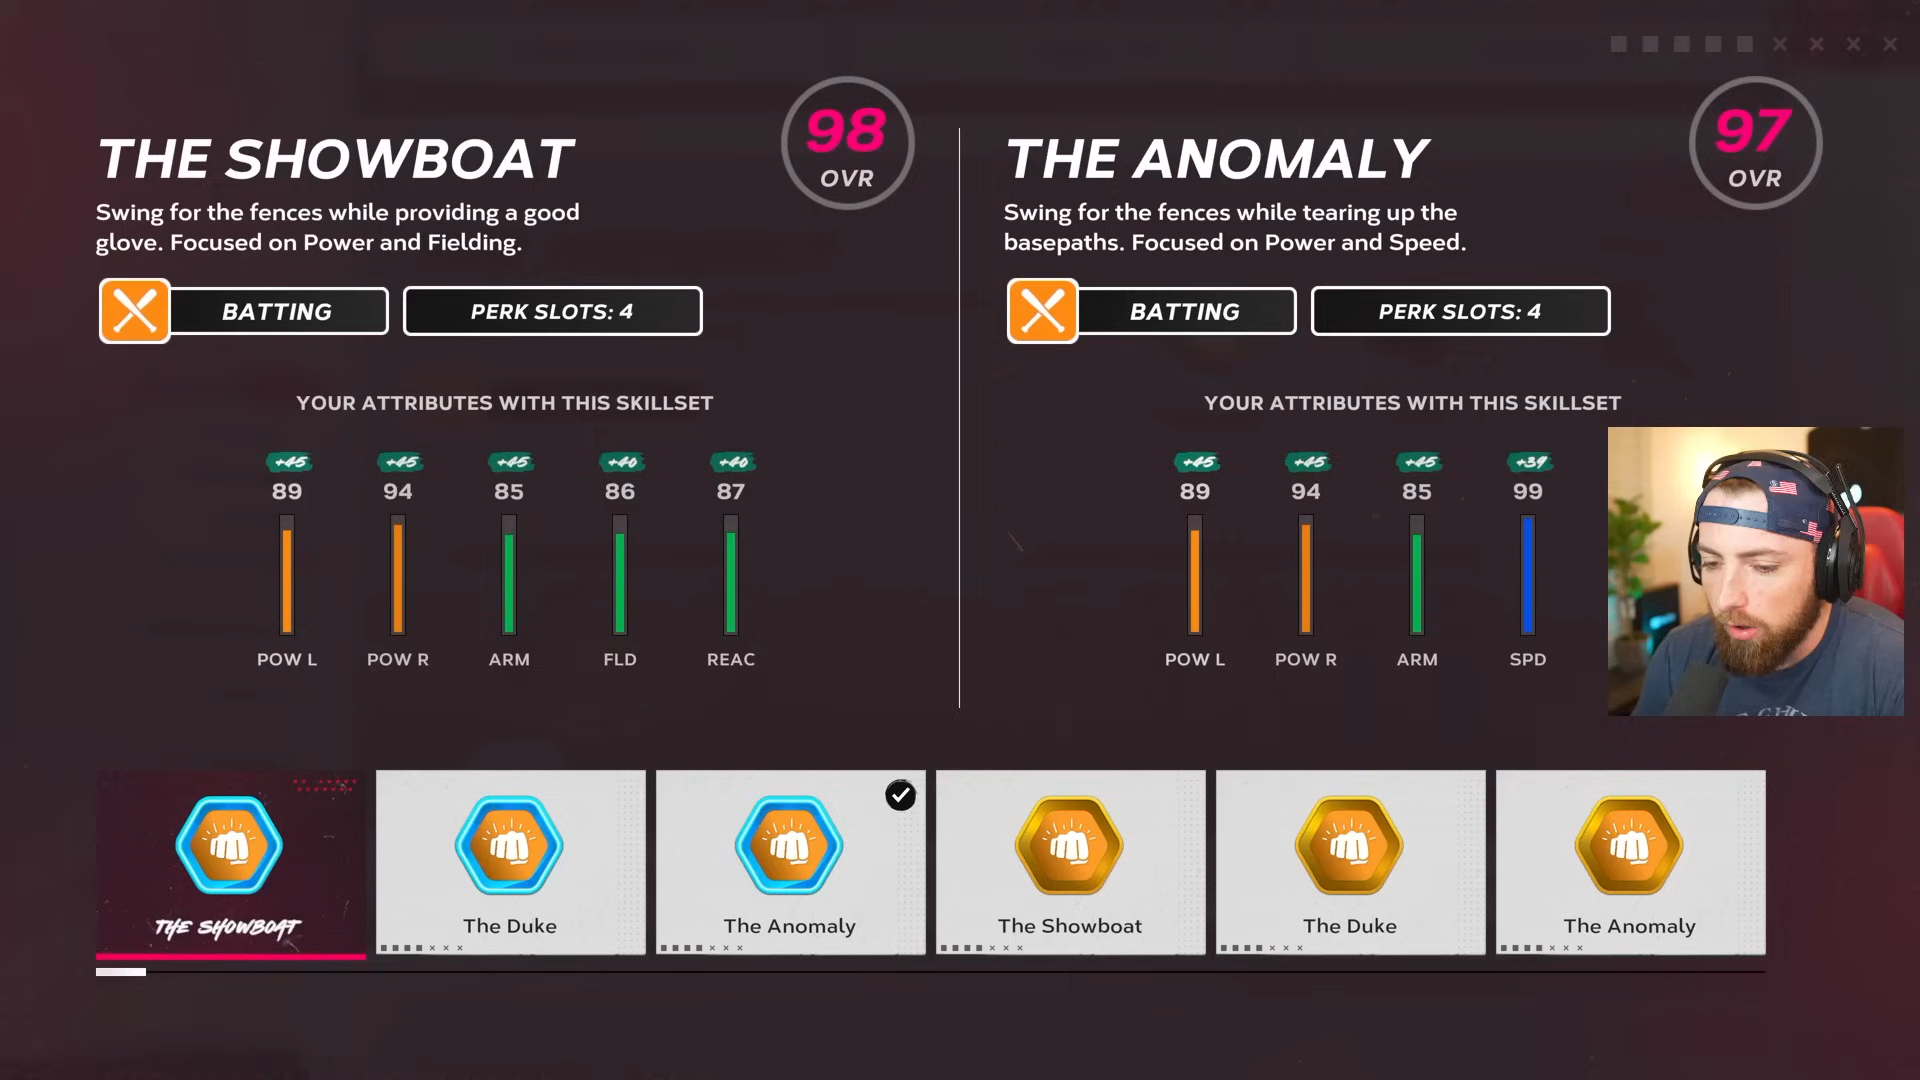 THE SHOWBOAT
98
OVR
Swing for the fences while providing a good
glove. Focused on Power and Fielding.
BATTING
PERK SLOTS: 4
YOUR ATTRIBUTES WITH THIS SKILLSET
+45 +45 +45 +40 +40
89 94 85 86 87
POW L POW R ARM FLD REAC
THE ANOMALY
97
OVR
Swing for the fences while tearing up the
basepaths. Focused on Power and Speed.
BATTING
PERK SLOTS: 4
YOUR ATTRIBUTES WITH THIS SKILLSET
+45 +45 +45 +39
89 94 85 99
POW L POW R ARM SPD
THE SHOWBOAT
The Duke
The Anomaly
The Showboat
The Duke
The Anomaly